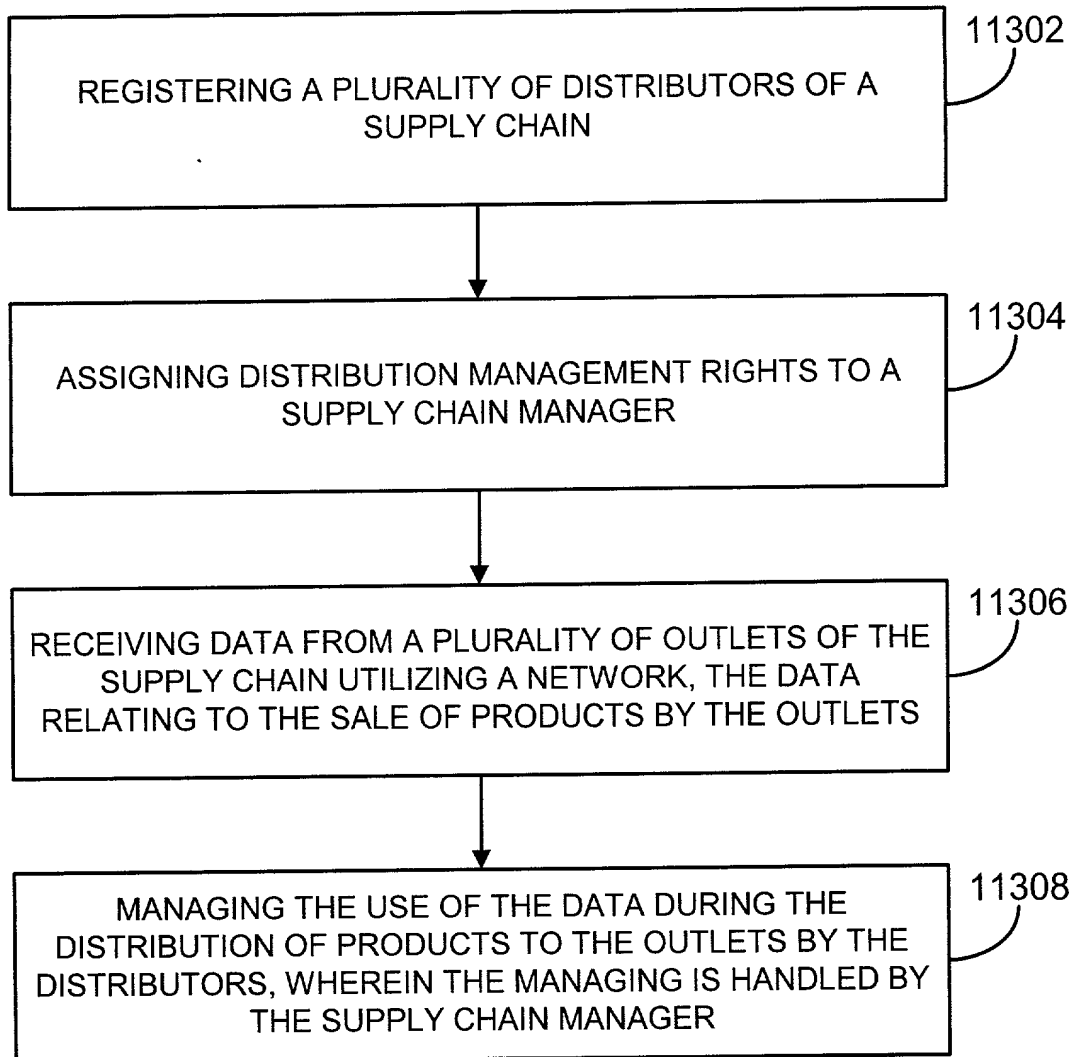 11302
REGISTERING A PLURALITY OF DISTRIBUTORS OF A
SUPPLY CHAIN
11304
ASSIGNING DISTRIBUTION MANAGEMENT RIGHTS TO A
SUPPLY CHAIN MANAGER
11306
RECEIVING DATA FROM A PLURALITY OF OUTLETS OF THE
SUPPLY CHAIN UTILIZING A NETWORK, THE DATA
RELATING TO THE SALE OF PRODUCTS BY THE OUTLETS
11308
MANAGING THE USE OF THE DATA DURING THE
DISTRIBUTION OF PRODUCTS TO THE OUTLETS BY THE
DISTRIBUTORS, WHEREIN THE MANAGING IS HANDLED BY
THE SUPPLY CHAIN MANAGER